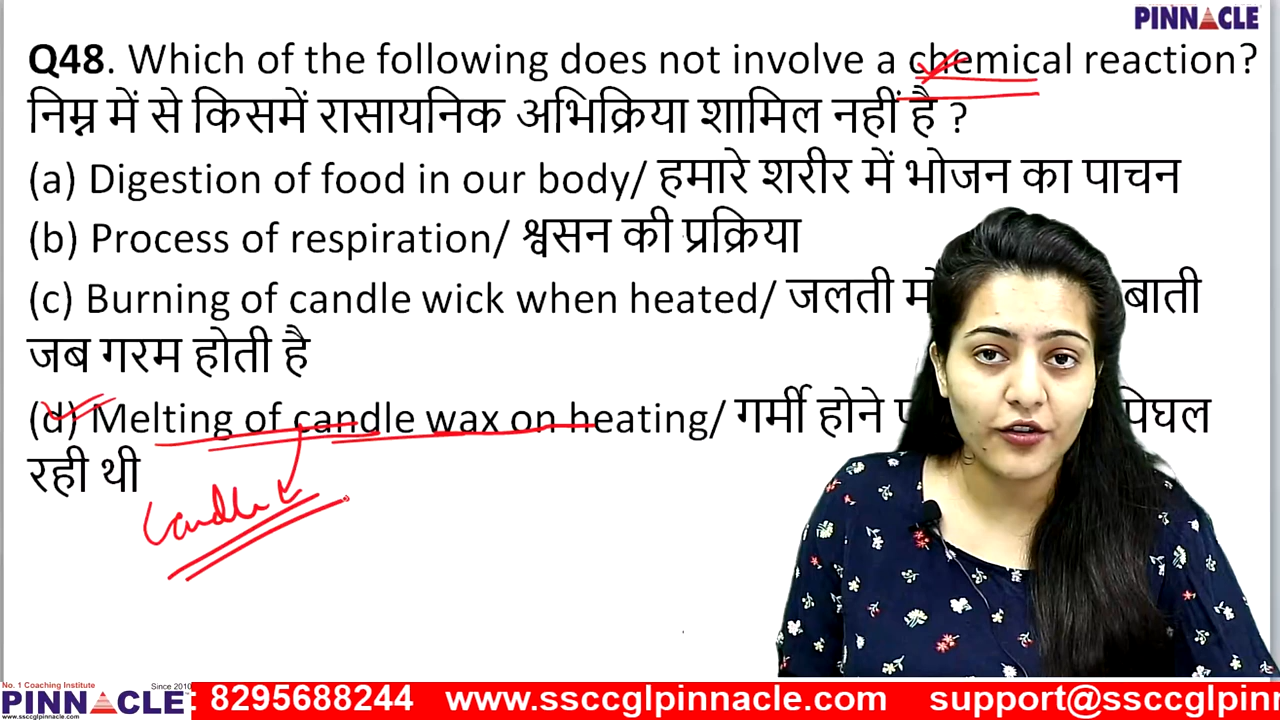 PINNACLE
Q48. Which of the following does not involve a chemical reaction?
निम्न में से किसमें रासायनिक अभिक्रिया शामिल नहीं है ?
(a) Digestion of food in our body/ हमारे शरीर में भोजन का पाचन
(b) Process of respiration/ श्वसन की प्रक्रिया
(c) Burning of candle wick when heated/ जलती बाती
जब गरम होती है
(d) Melting of candle wax on heating/ गर्मी होने पिघल
रही थी
Candle
No. 1 Coaching Institute Since 2010
PINNACLE : 8295688244 www.ssccglpinnacle.com support@ssccglpinn
www.ssccglpinnacle.com